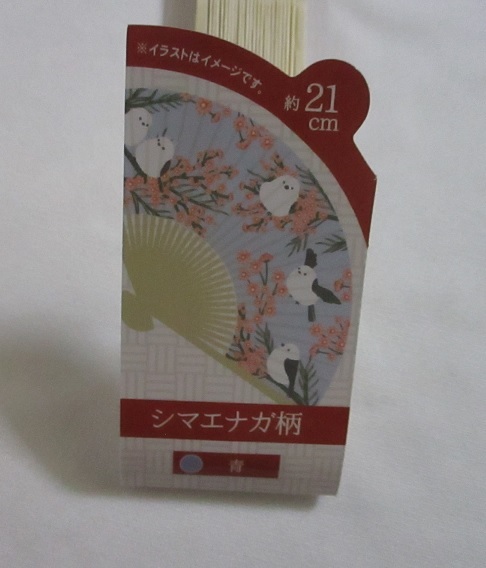 ※イラストはイメージです。
約21
cm
シマエナガ柄
青